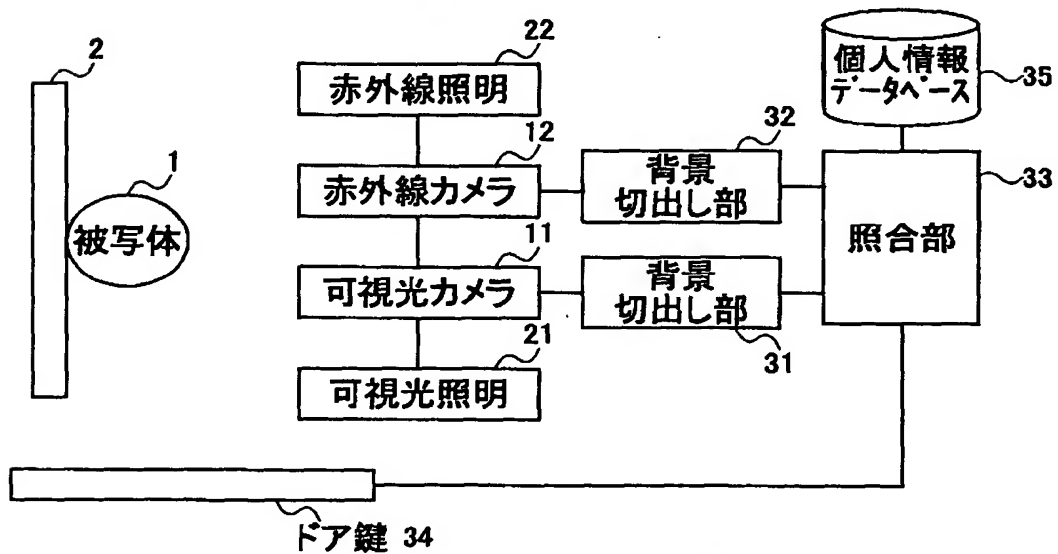 2
22
赤外線照明
個人情報
データベース
35
1
被写体
12
赤外線カメラ
32
背景
切出し部
33
照合部
11
可視光カメラ
背景
切出し部
31
21
可視光照明
ドア鍵 34